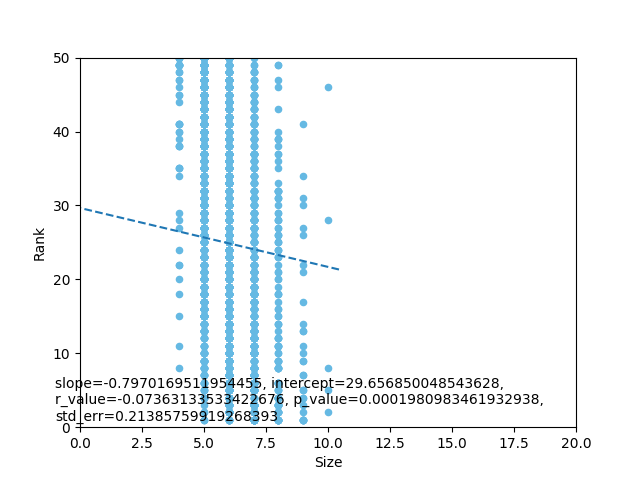 50
40
30
20
10
0
Rank
slope=-0.7970169511954455, intercept=29.656850048543628,
r_value=-0.07363133533422676, p_value=0.0001980983461932938,
std_err=0.21385759919268393
0.0 2.5 5.0 7.5 10.0 12.5 15.0 17.5 20.0
Size